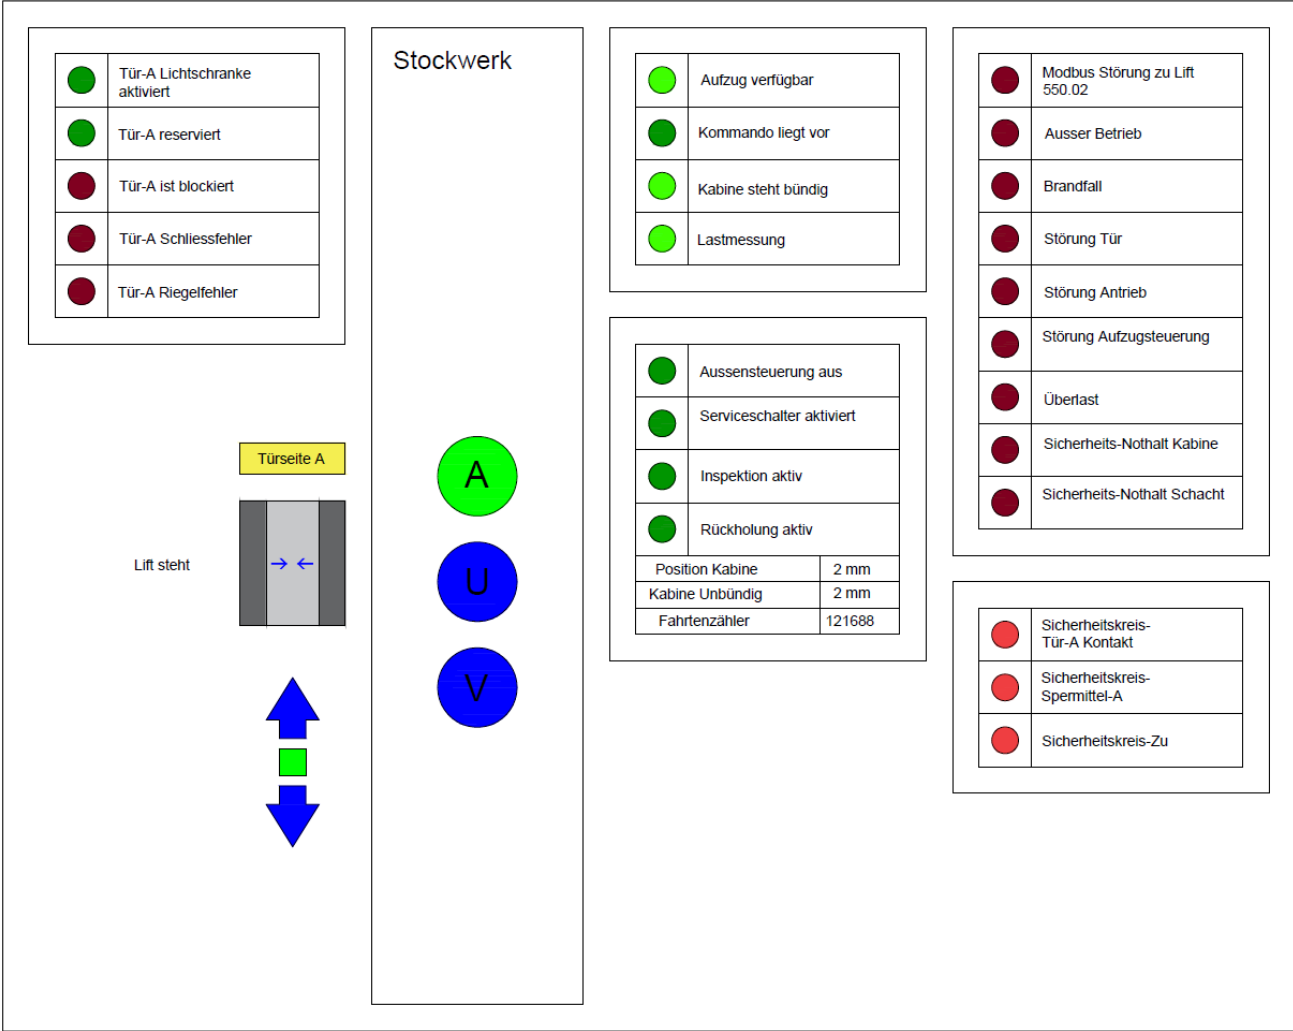 Tür-A Lichtschranke
aktiviert
Tür-A reserviert
Tür-A ist blockiert
Tür-A Schliessfehler
Tür-A Riegelfehler
Türseite A
Lift steht
Stockwerk
A
U
V
Aufzug verfügbar
Kommando liegt vor
Kabine steht bündig
Lastmessung
Aussensteuerung aus
Serviceschalter aktiviert
Inspektion aktiv
Rückholung aktiv
Position Kabine 2 mm
Kabine Unbündig 2 mm
Fahrtenzähler 121688
Modbus Störung zu Lift
550.02
Ausser Betrieb
Brandfall
Störung Tür
Störung Antrieb
Störung Aufzugsteuerung
Überlast
Sicherheits-Nothalt Kabine
Sicherheits-Nothalt Schacht
Sicherheitskreis-
Tür-A Kontakt
Sicherheitskreis-
Spermittel-A
Sicherheitskreis-Zu